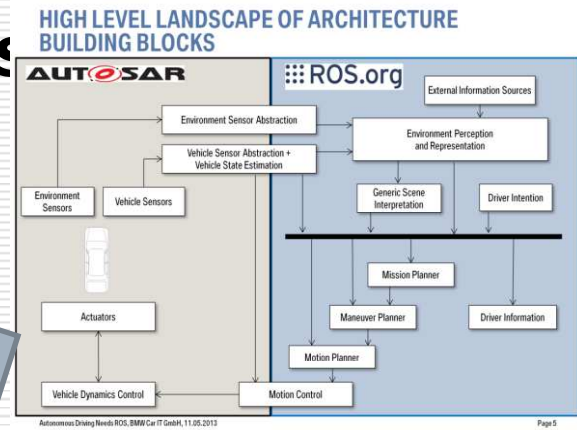 HIGH LEVEL LANDSCAPE OF ARCHITECTURE
BUILDING BLOCKS
AUTOSAR
ROS.org
External Information Sources
Environment Sensor Abstraction
Environment Perception
and Representation
Vehicle Sensor Abstraction +
Vehicle State Estimation
Environment
Sensors
Vehicle Sensors
Generic Scene
Interpretation
Driver Intention
Mission Planner
Actuators
Maneuver Planner
Driver Information
Motion Planner
Vehicle Dynamics Control
Motion Control
Autonomous Driving Needs ROS, BMW Car IT GmbH, 11.05.2013
Page 5